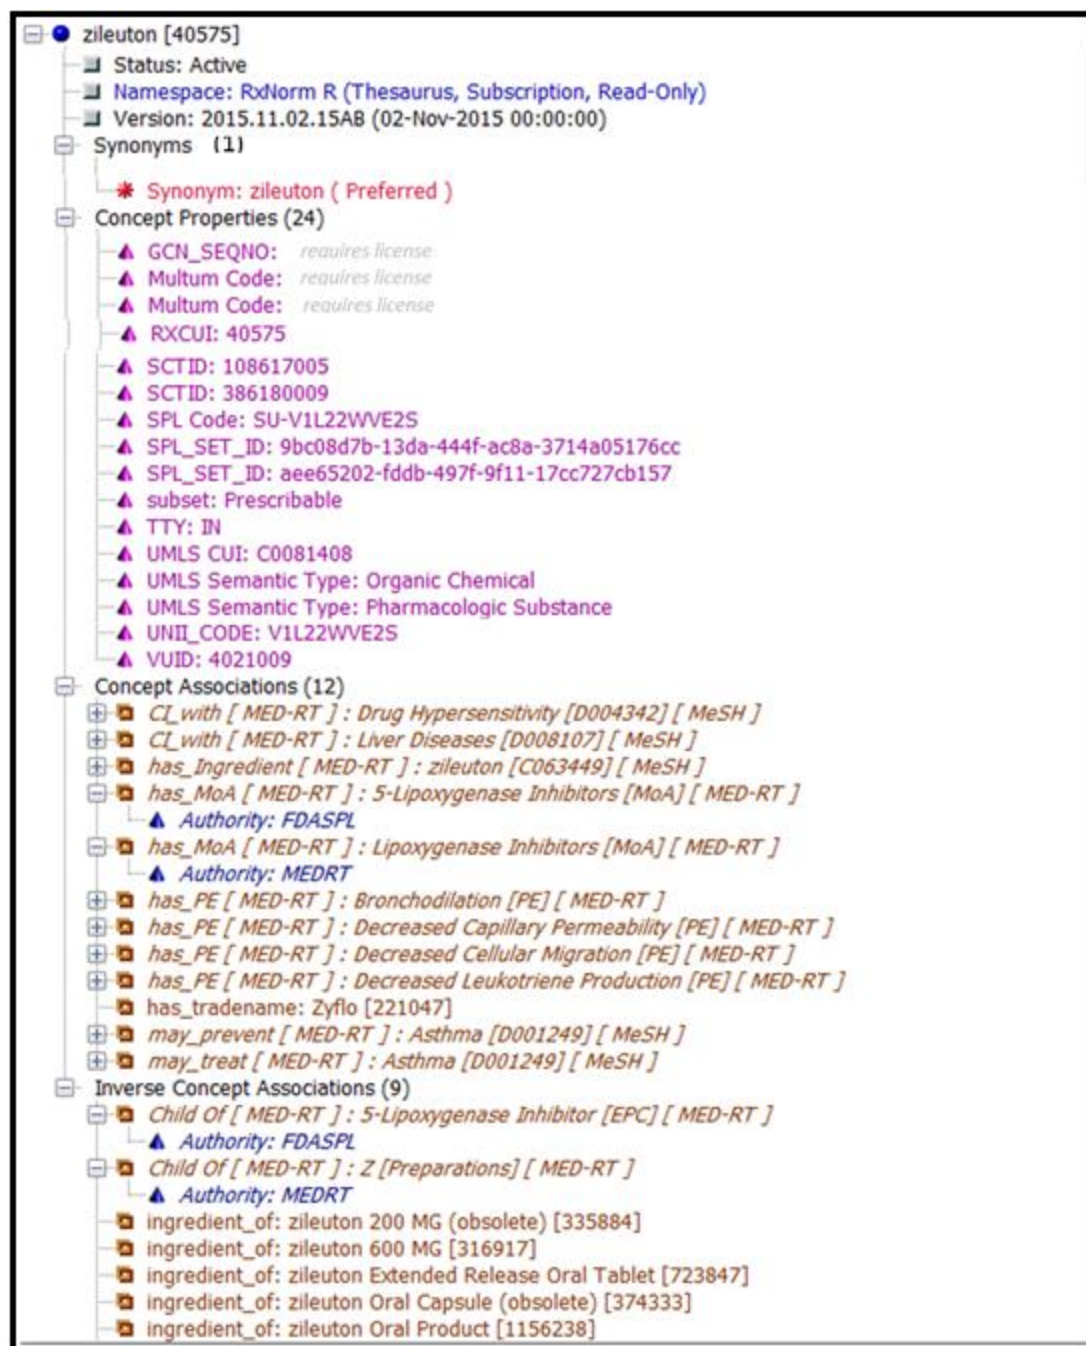 zileuton [40575]
Status: Active
Namespace: RxNorm R (Thesaurus, Subscription, Read-Only)
Version: 2015.11.02.15AB (02-Nov-2015 00:00:00)
Synonyms (1)
Synonym: zileuton ( Preferred )
Concept Properties (24)
GCN_SEQNO: requires license
Multum Code: requires license
Multum Code: requires license
RXCUI: 40575
SCTID: 108617005
SCTID: 386180009
SPL Code: SU-V1L22WVE2S
SPL_SET_ID: 9bc08d7b-13da-444f-ac8a-3714a05176cc
SPL_SET_ID: aee65202-fddb-497f-9f11-17cc727cb157
subset: Prescribable
TTY: IN
UMLS CUI: C0081408
UMLS Semantic Type: Organic Chemical
UMLS Semantic Type: Pharmacologic Substance
UNII_CODE: V1L22WVE2S
VUID: 4021009
Concept Associations (12)
CI_with [ MED-RT ] : Drug Hypersensitivity [D004342] [ MeSH ]
CI_with [ MED-RT ] : Liver Diseases [D008107] [ MeSH ]
has_Ingredient [ MED-RT ] : zileuton [C063449] [ MeSH ]
has_MoA [ MED-RT ] : 5-Lipoxygenase Inhibitors [MoA] [ MED-RT ]
Authority: FDASPL
has_MoA [ MED-RT ] : Lipoxygenase Inhibitors [MoA] [ MED-RT ]
Authority: MEDRT
has_PE [ MED-RT ] : Bronchodilation [PE] [ MED-RT ]
has_PE [ MED-RT ] : Decreased Capillary Permeability [PE] [ MED-RT ]
has_PE [ MED-RT ] : Decreased Cellular Migration [PE] [ MED-RT ]
has_PE [ MED-RT ] : Decreased Leukotriene Production [PE] [ MED-RT ]
has_tradename: Zyflo [221047]
may_prevent [ MED-RT ] : Asthma [D001249] [ MeSH ]
may_treat [ MED-RT ] : Asthma [D001249] [ MeSH ]
Inverse Concept Associations (9)
Child Of [ MED-RT ] : 5-Lipoxygenase Inhibitor [EPC] [ MED-RT ]
Authority: FDASPL
Child Of [ MED-RT ] : Z [Preparations] [ MED-RT ]
Authority: MEDRT
ingredient_of: zileuton 200 MG (obsolete) [335884]
ingredient_of: zileuton 600 MG [316917]
ingredient_of: zileuton Extended Release Oral Tablet [723847]
ingredient_of: zileuton Oral Capsule (obsolete) [374333]
ingredient_of: zileuton Oral Product [1156238]